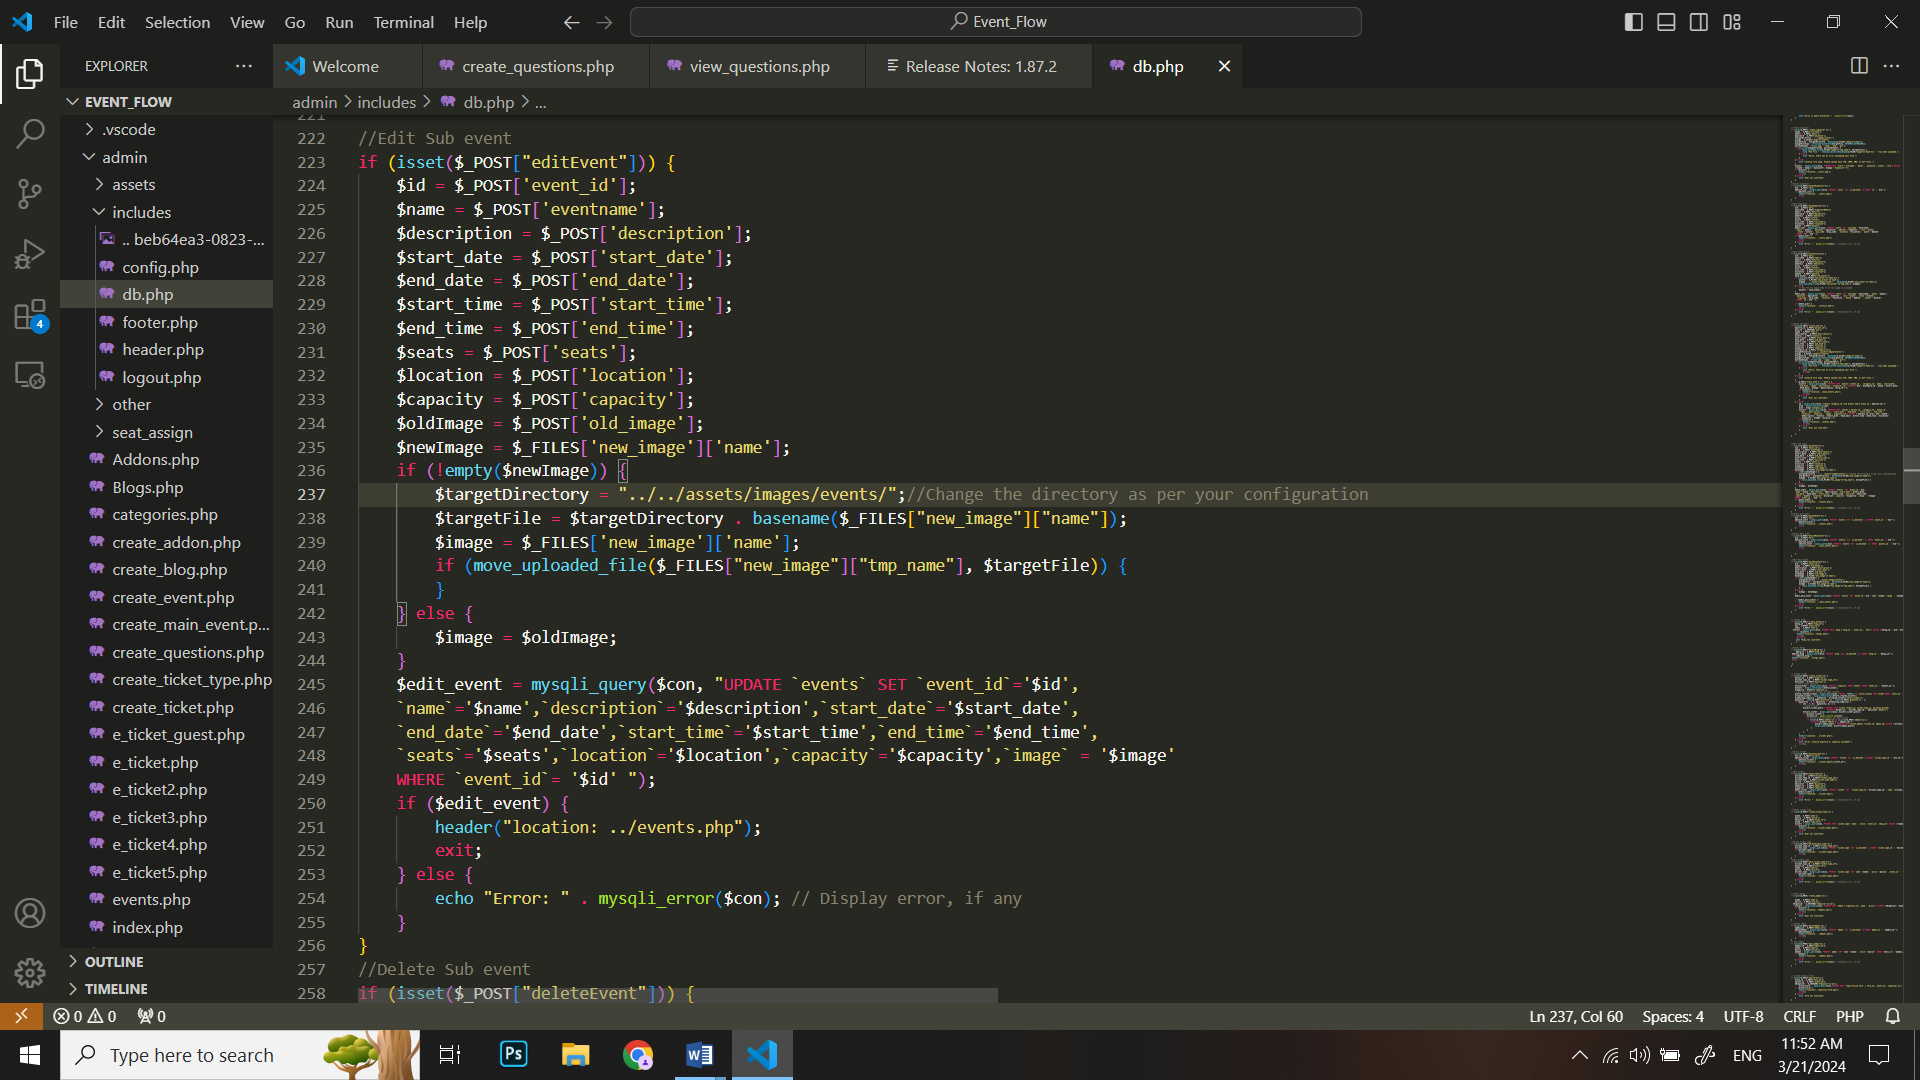 File Edit Selection View Go Run Terminal Help
Event_Flow
EXPLORER
Welcome
create_questions.php
view_questions.php
Release Notes: 1.87.2
db.php
admin > includes > db.php > ...
EVENT_FLOW
.vscode
admin
assets
includes
.. beb64ea3-0823-...
config.php
db.php
footer.php
header.php
logout.php
other
seat_assign
Addons.php
Blogs.php
categories.php
create_addon.php
create_blog.php
create_event.php
create_main_event.p...
create_questions.php
create_ticket_type.php
create_ticket.php
e_ticket_guest.php
e_ticket.php
e_ticket2.php
e_ticket3.php
e_ticket4.php
e_ticket5.php
events.php
index.php
OUTLINE
TIMELINE
4
221
222 //Edit Sub event
223 if (isset($_POST["editEvent"])) {
224 $id = $_POST['event_id'];
225 $name = $_POST['eventname'];
226 $description = $_POST['description'];
227 $start_date = $_POST['start_date'];
228 $end_date = $_POST['end_date'];
229 $start_time = $_POST['start_time'];
230 $end_time = $_POST['end_time'];
231 $seats = $_POST['seats'];
232 $location = $_POST['location'];
233 $capacity = $_POST['capacity'];
234 $oldImage = $_POST['old_image'];
235 $newImage = $_FILES['new_image']['name'];
236 if (!empty($newImage)) {
237 $targetDirectory = "../../assets/images/events/";//Change the directory as per your configuration
238 $targetFile = $targetDirectory . basename($_FILES["new_image"]["name"]);
239 $image = $_FILES['new_image']['name'];
240 if (move_uploaded_file($_FILES["new_image"]["tmp_name"], $targetFile)) {
241 }
242 } else {
243 $image = $oldImage;
244 }
245 $edit_event = mysqli_query($con, "UPDATE `events` SET `event_id`='$id',
246 `name`='$name',`description`='$description',`start_date`='$start_date',
247 `end_date`='$end_date',`start_time`='$start_time',`end_time`='$end_time',
248 `seats`='$seats',`location`='$location',`capacity`='$capacity',`image` = '$image'
249 WHERE `event_id`= '$id' ");
250 if ($edit_event) {
251 header("location: ../events.php");
252 exit;
253 } else {
254 echo "Error: " . mysqli_error($con); // Display error, if any
255 }
256 }
257 //Delete Sub event
258 if (isset($_POST["deleteEvent"])) {
0 0 0
Ln 237, Col 60 Spaces: 4 UTF-8 CRLF PHP
Type here to search
Ps
ENG
11:52 AM
3/21/2024